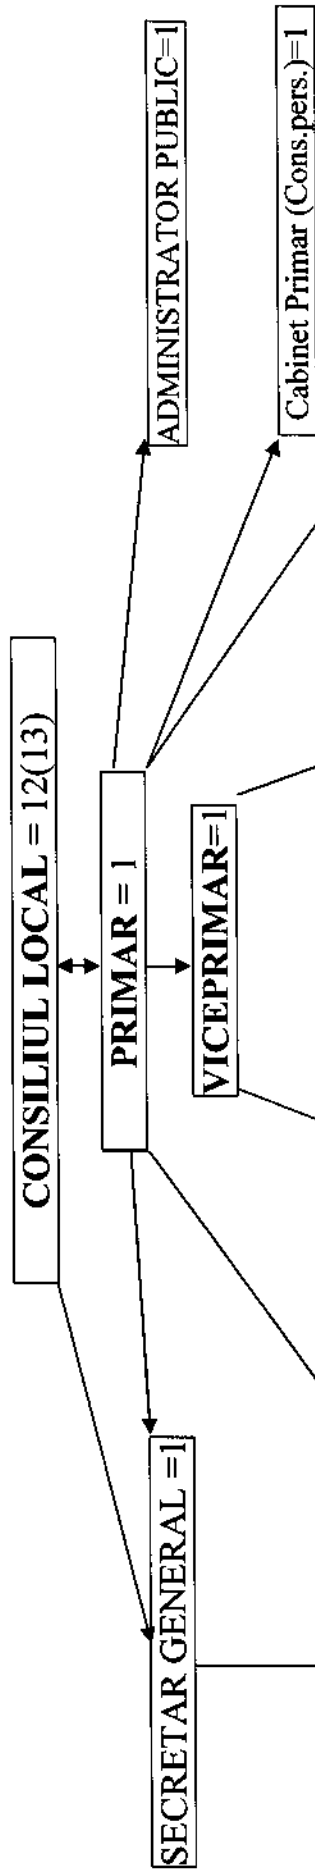 CONSILIUL LOCAL = 12(13)
PRIMAR = 1
SECRETAR GENERAL =1
ADMINISTRATOR PUBLIC=1
VICEPRIMAR=1
Cabinet Primar (Cons.pers.)=1